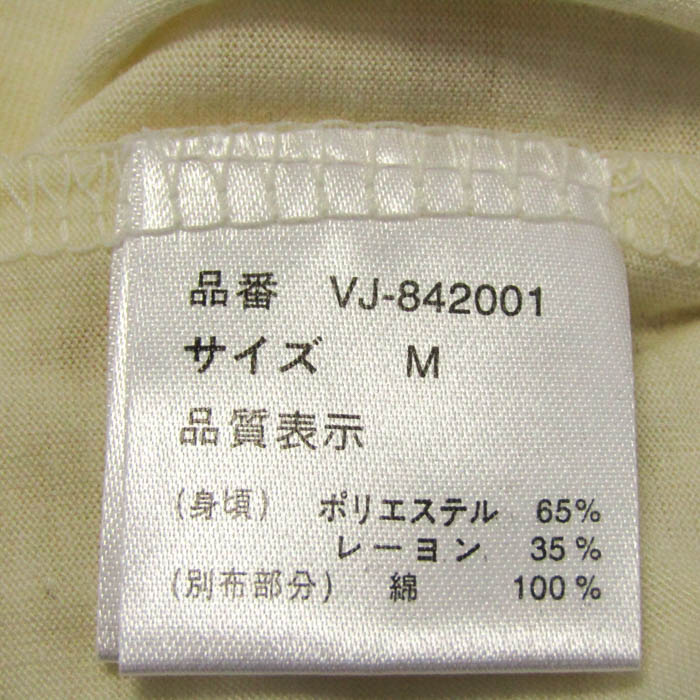 品番 VJ-842001
サイズ M
品質表示
(身頃) ポリエステル 65%
レーヨン 35%
(別布部分) 綿 100%